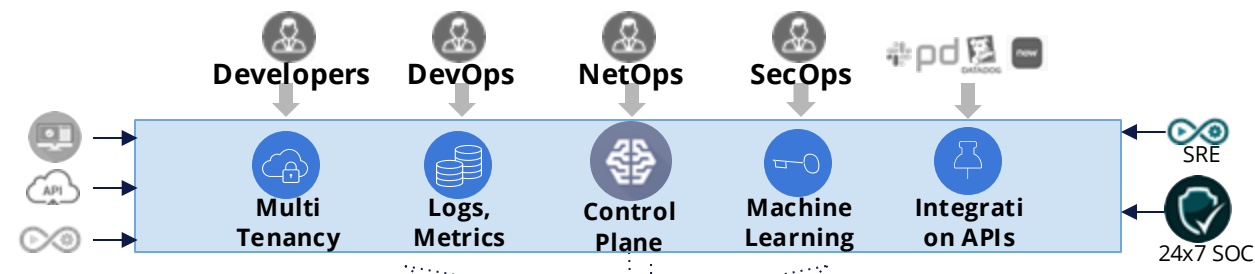 Developers
DevOps
NetOps
SecOps
pd
DATADOG
now
API
SRE
24x7 SOC
Multi
Tenancy
Logs,
Metrics
Control
Plane
Machine
Learning
Integrati
on APIs